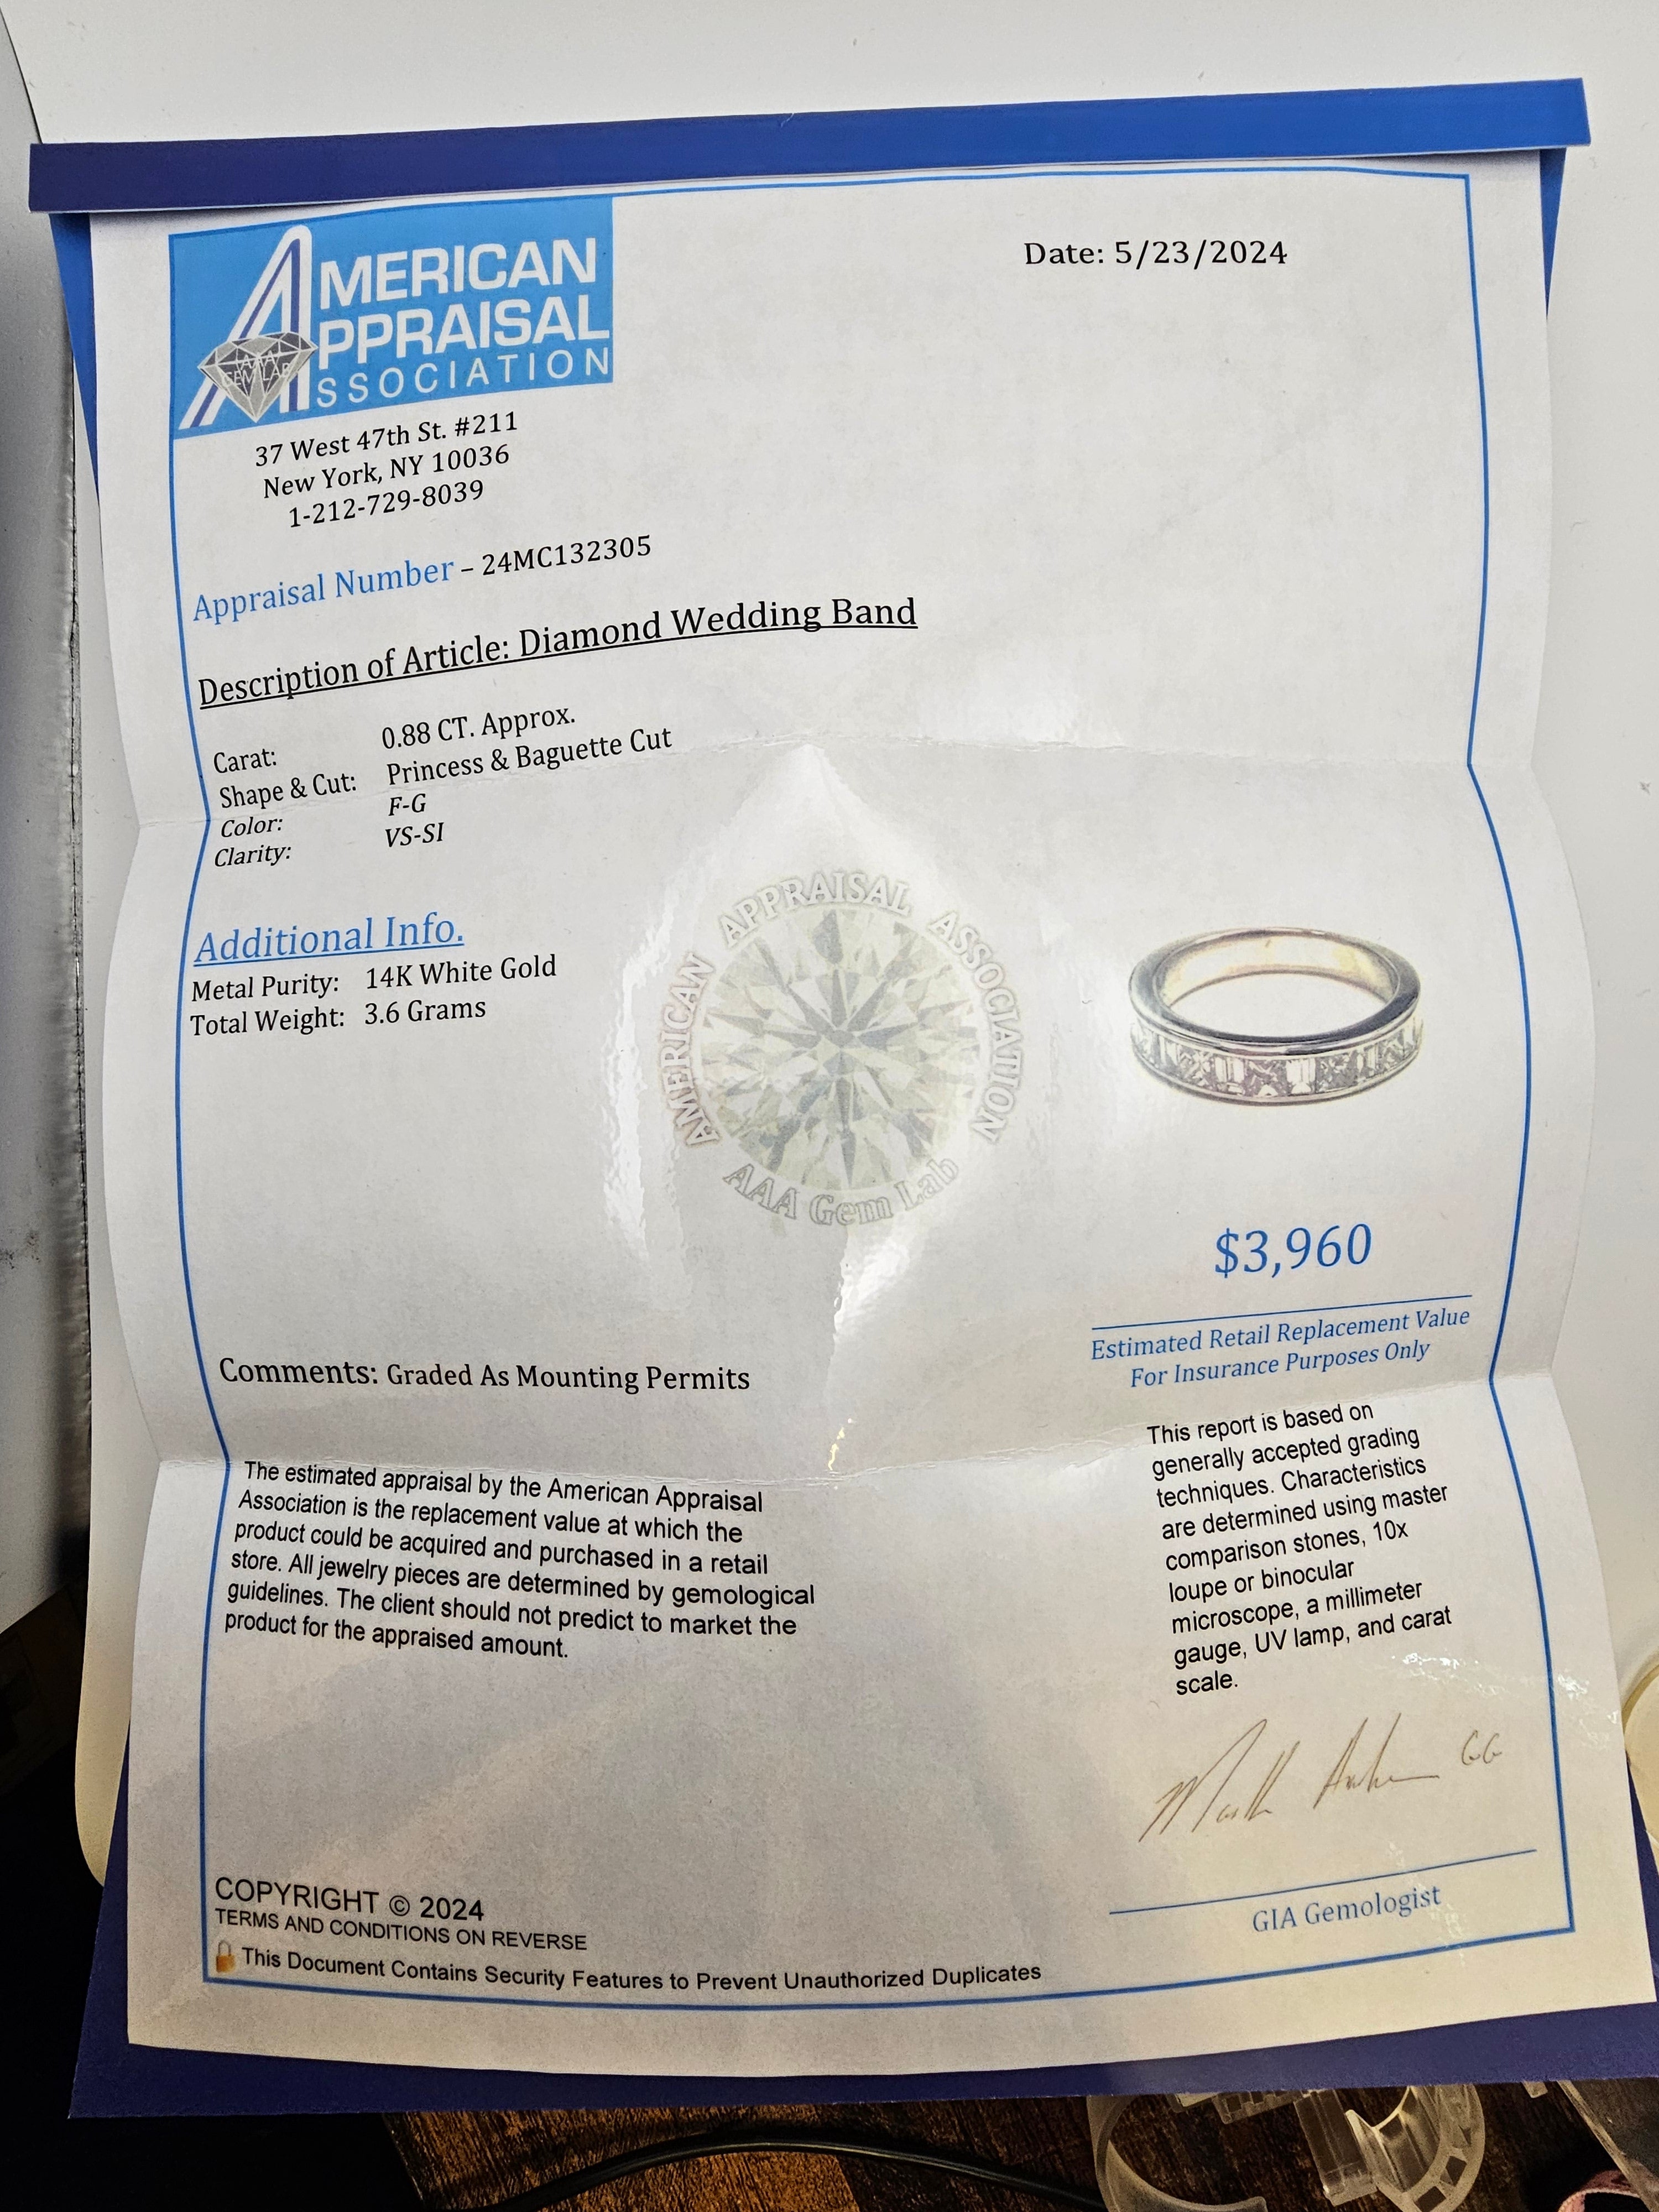 AMERICAN
APPRAISAL
ASSOCIATION
AAA
GEM LAB
Date: 5/23/2024
37 West 47th St. #211
New York, NY 10036
1-212-729-8039
Appraisal Number – 24MC132305
Description of Article: Diamond Wedding Band
Carat: 0.88 CT. Approx.
Shape & Cut: Princess & Baguette Cut
Color: F-G
Clarity: VS-SI
Additional Info.
Metal Purity: 14K White Gold
Total Weight: 3.6 Grams
AMERICAN APPRAISAL ASSOCIATION
AAA Gem Lab
$3,960
Estimated Retail Replacement Value
For Insurance Purposes Only
Comments: Graded As Mounting Permits
The estimated appraisal by the American Appraisal
Association is the replacement value at which the
product could be acquired and purchased in a retail
store. All jewelry pieces are determined by gemological
guidelines. The client should not predict to market the
product for the appraised amount.
This report is based on
generally accepted grading
techniques. Characteristics
are determined using master
comparison stones, 10x
loupe or binocular
microscope, a millimeter
gauge, UV lamp, and carat
scale.
GG
GIA Gemologist
COPYRIGHT © 2024
TERMS AND CONDITIONS ON REVERSE
This Document Contains Security Features to Prevent Unauthorized Duplicates